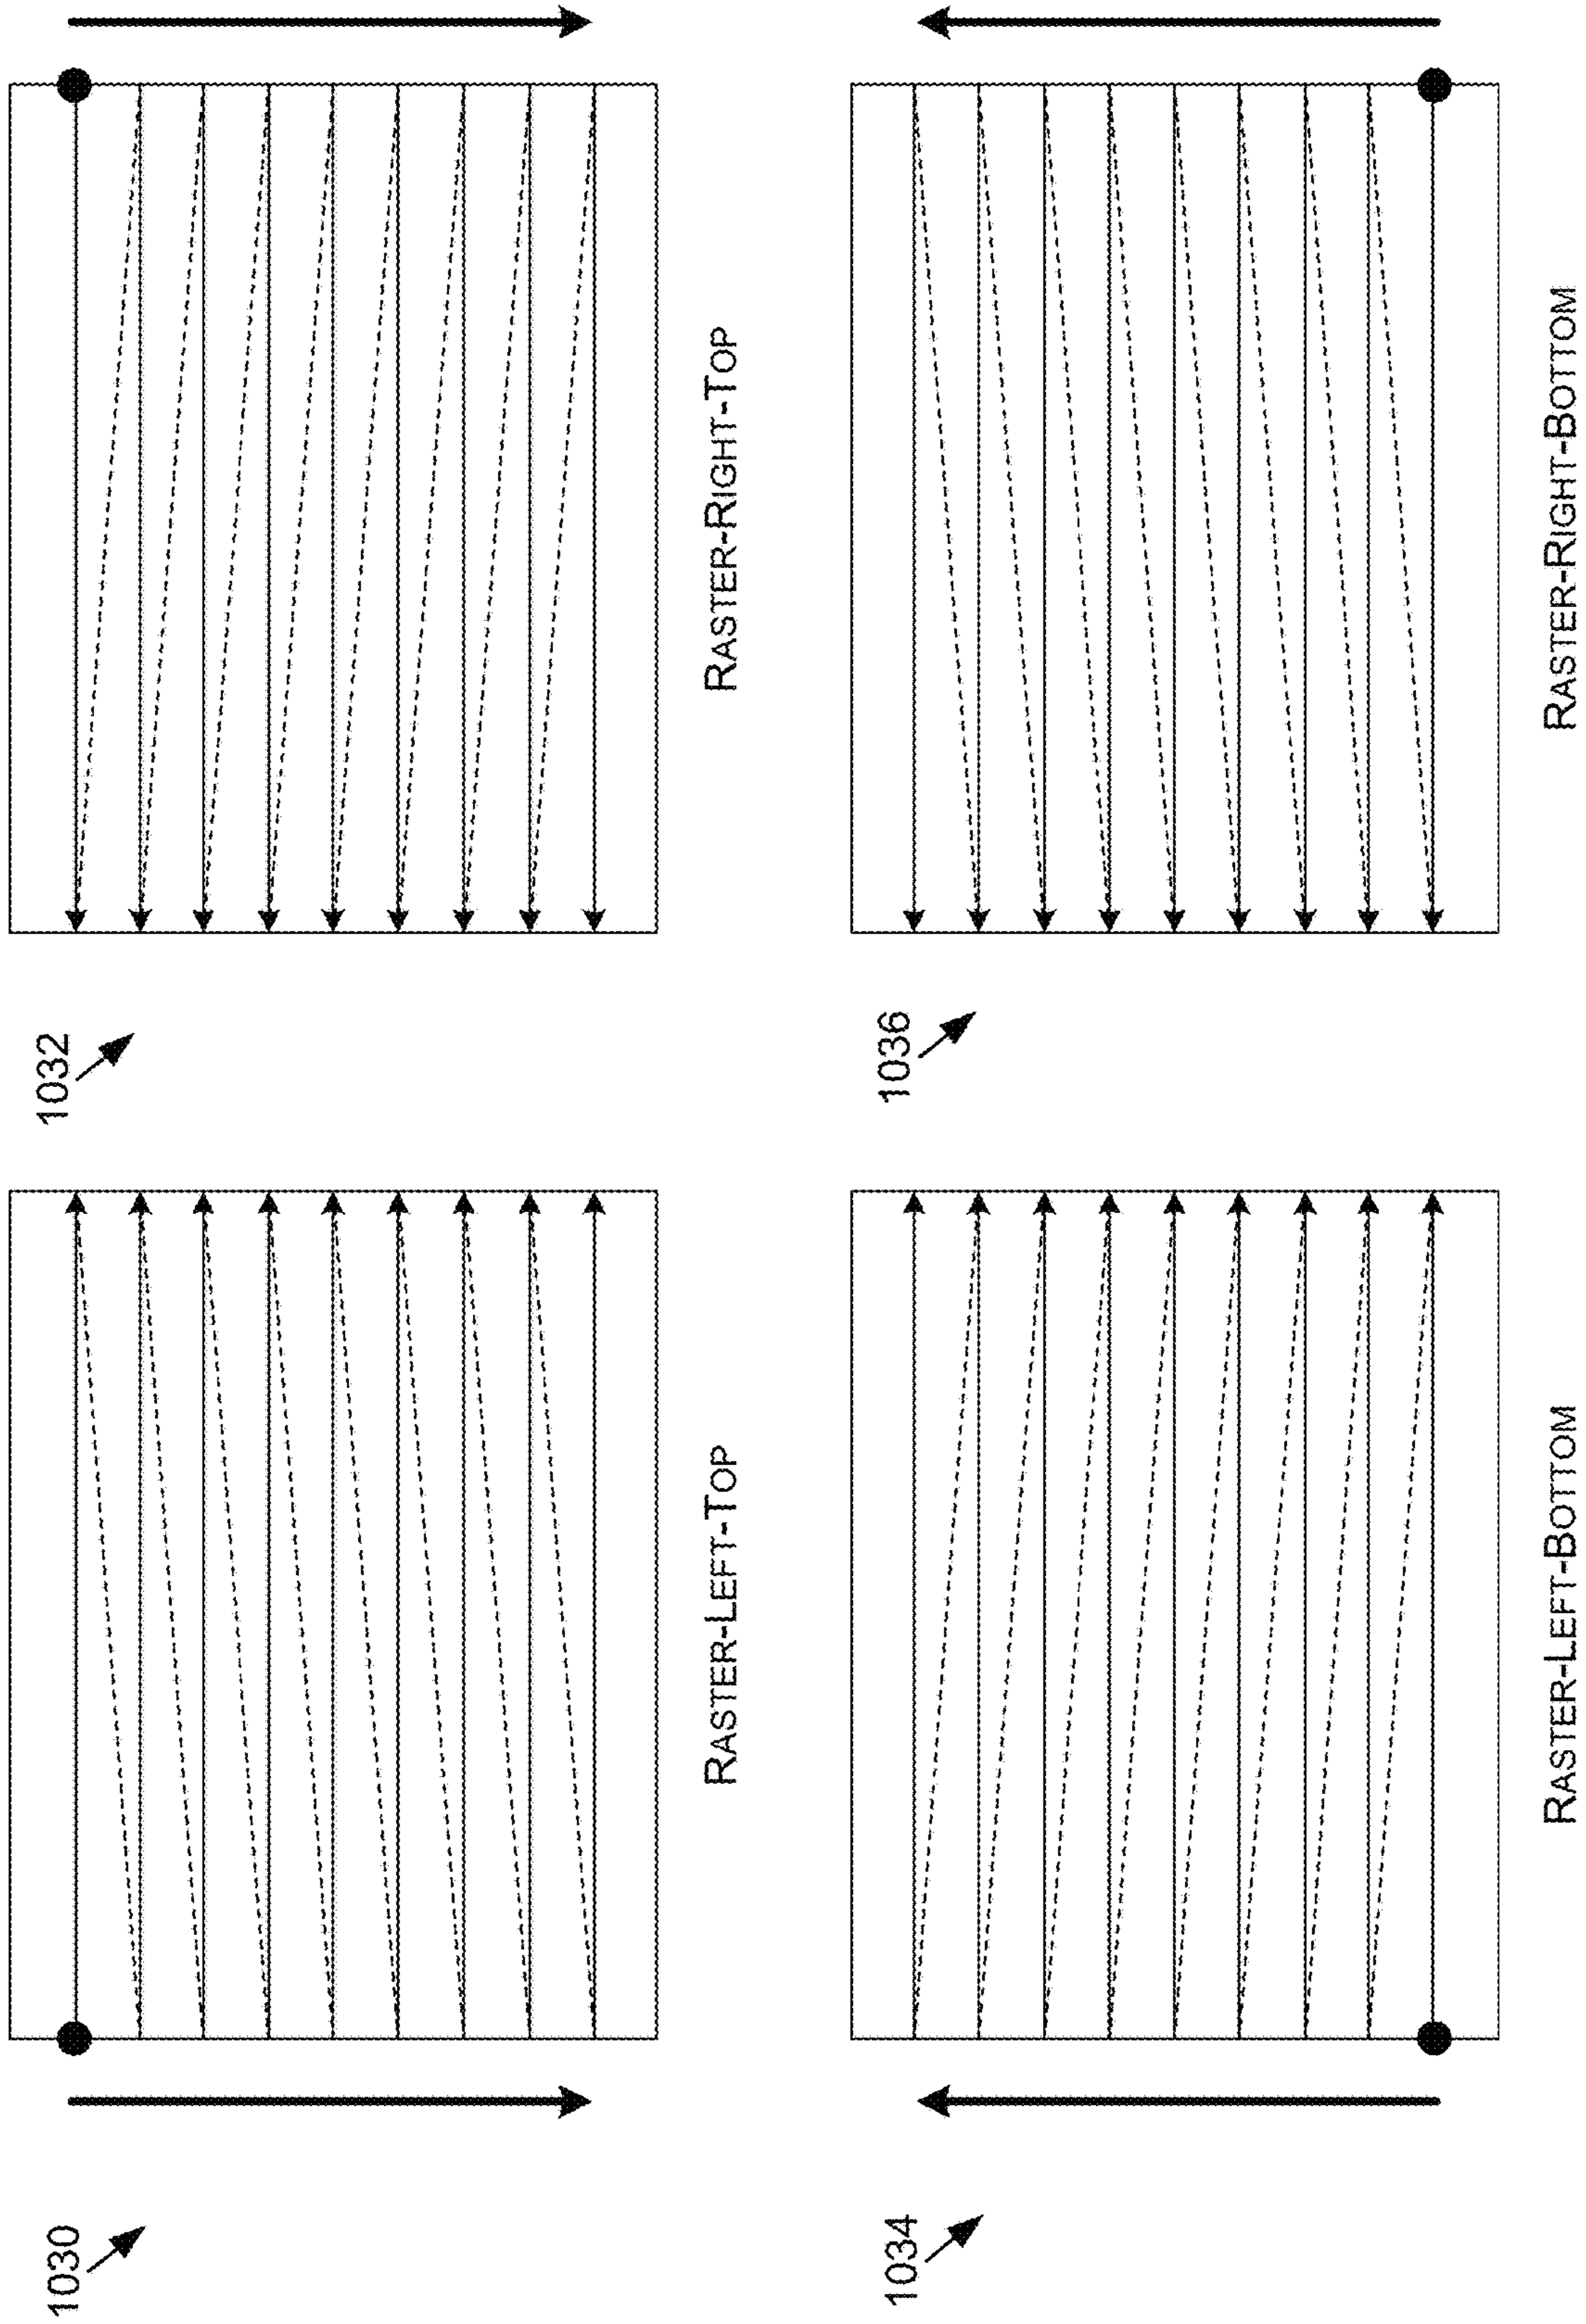 1030
RASTER-LEFT-TOP
1032
RASTER-RIGHT-TOP
1034
RASTER-LEFT-BOTTOM
1036
RASTER-RIGHT-BOTTOM